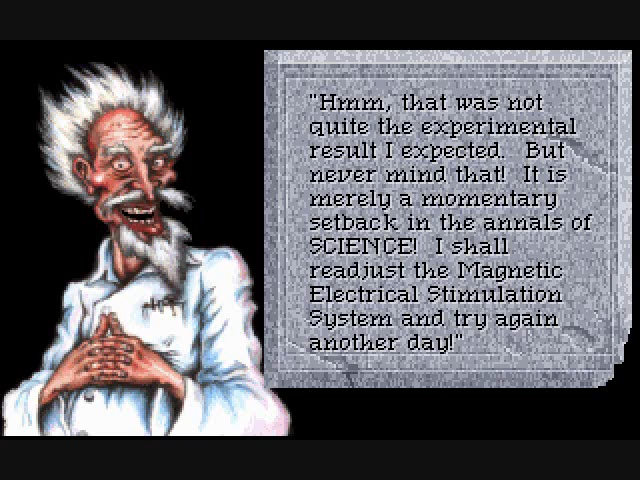 "Hmm, that was not
quite the experimental
result I expected.  But
never mind that!  It is
merely a momentary
setback in the annals of
SCIENCE!  I shall
readjust the Magnetic
Electrical Stimulation
System and try again
another day!"